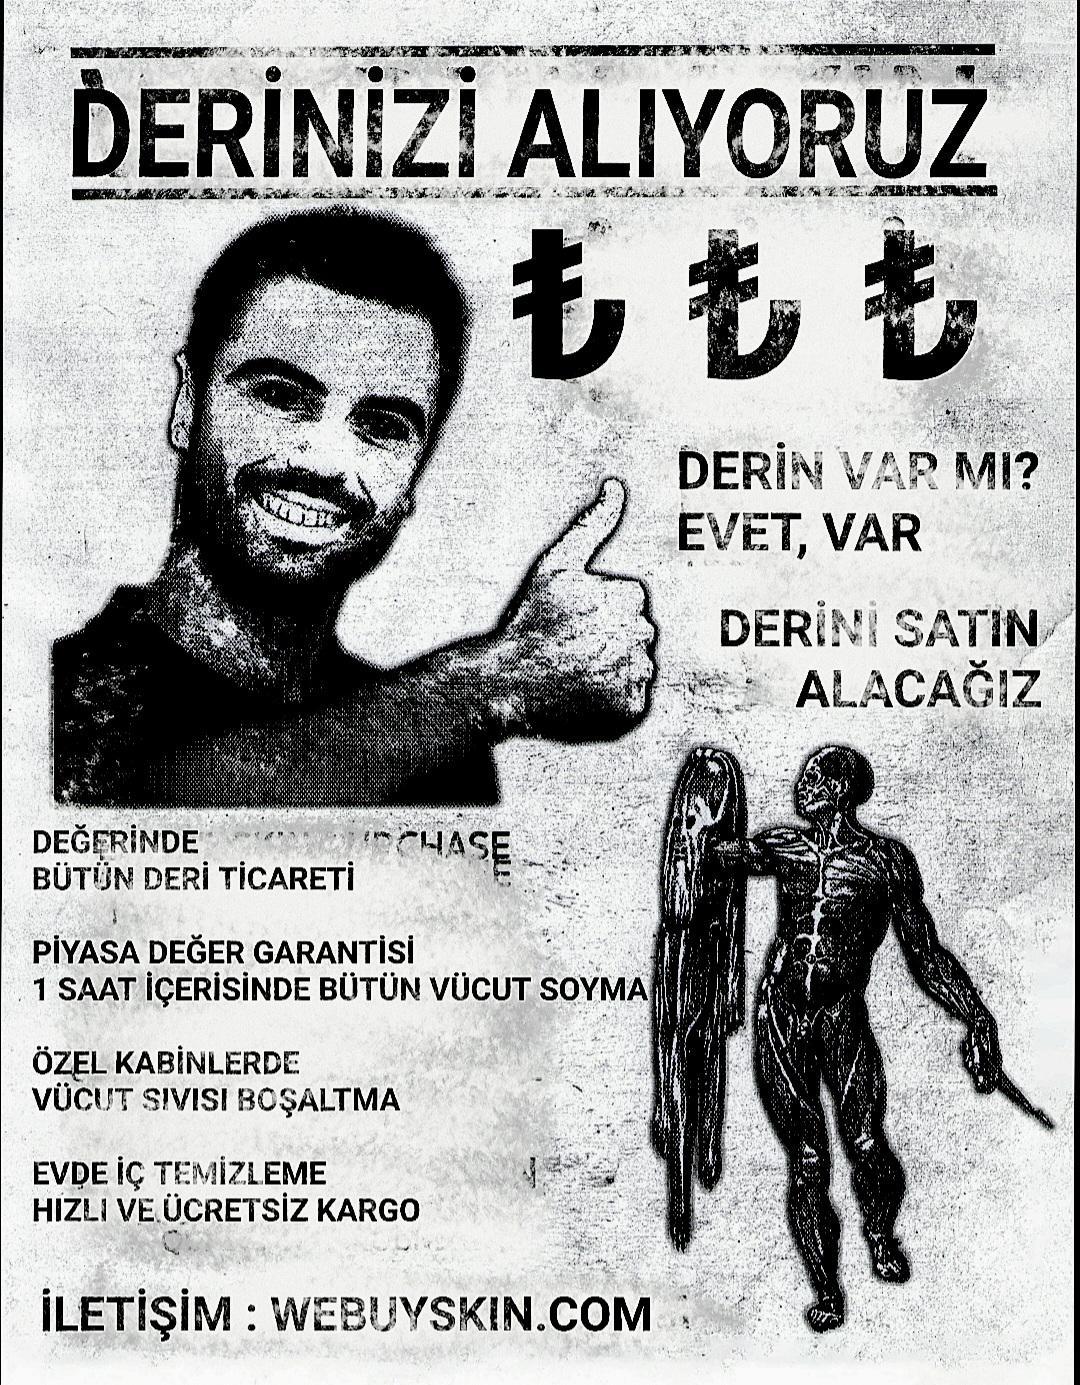 DERİNİZİ ALIYORUZ
₺ ₺ ₺
DERİN VAR MI?
EVET, VAR
DERİNİ SATIN
ALACAĞIZ
DEĞERİNDE
BÜTÜN DERİ TİCARETİ
PİYASA DEĞER GARANTİSİ
1 SAAT İÇERİSİNDE BÜTÜN VÜCUT SOYMA
ÖZEL KABİNLERDE
VÜCUT SIVISI BOŞALTMA
EVDE İÇ TEMİZLEME
HIZLI VE ÜCRETSİZ KARGO
İLETİŞİM : WEBUYSKIN.COM